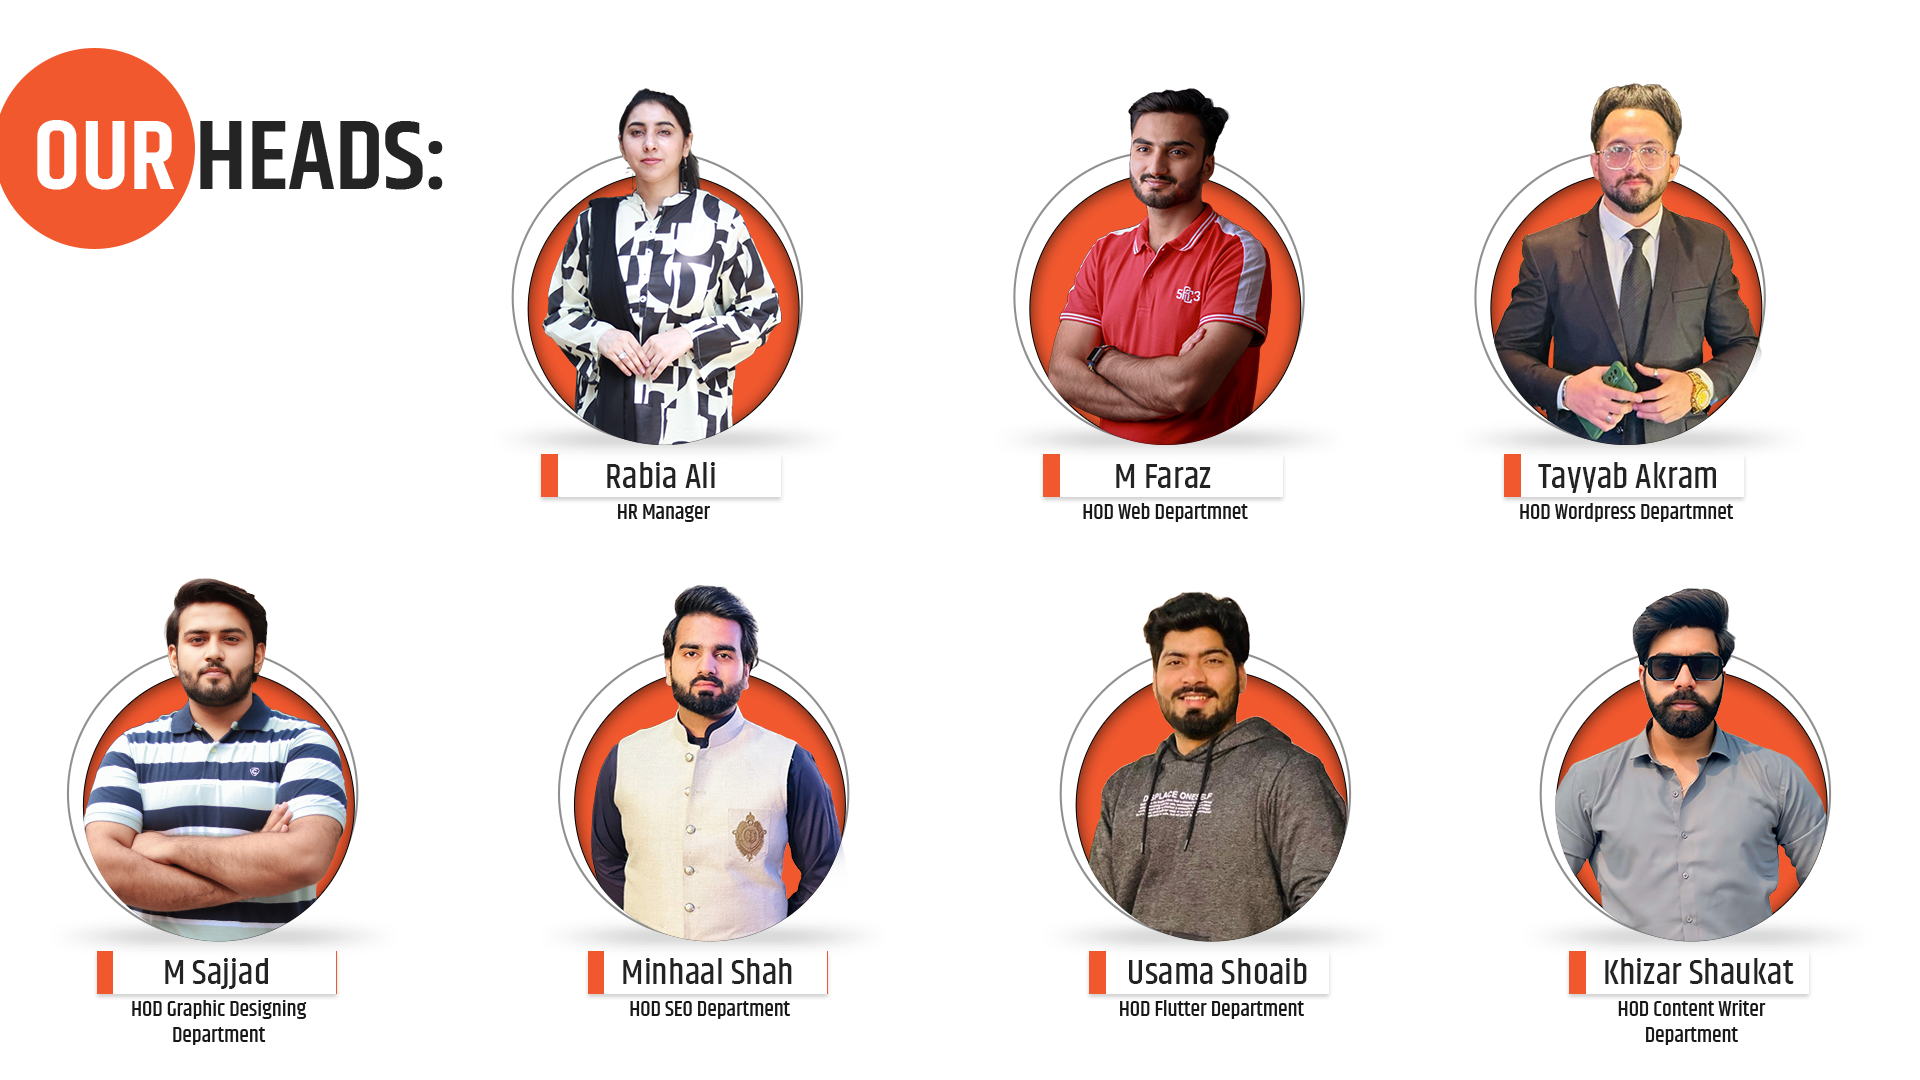 OUR HEADS:
Rabia Ali
HR Manager
M Faraz
HOD Web Departmnet
Tayyab Akram
HOD Wordpress Departmnet
M Sajjad
HOD Graphic Designing
Department
Minhaal Shah
HOD SEO Department
Usama Shoaib
HOD Flutter Department
Khizar Shaukat
HOD Content Writer
Department